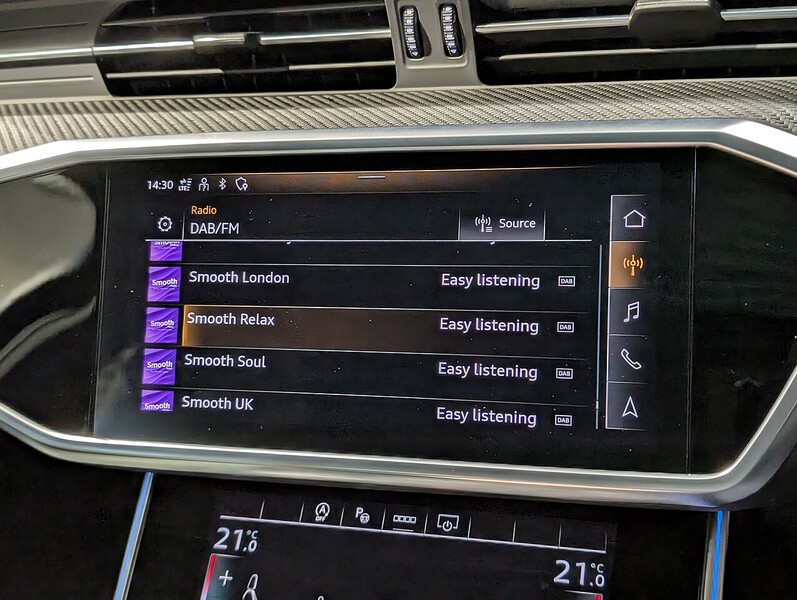 14:30 LTE
Radio
DAB/FM
Source
Smooth
Smooth London Easy listening DAB
Smooth
Smooth Relax Easy listening DAB
Smooth
Smooth Soul Easy listening DAB
Smooth
Smooth UK Easy listening DAB
A OFF
P
21.0 °C
21.0 °C
+